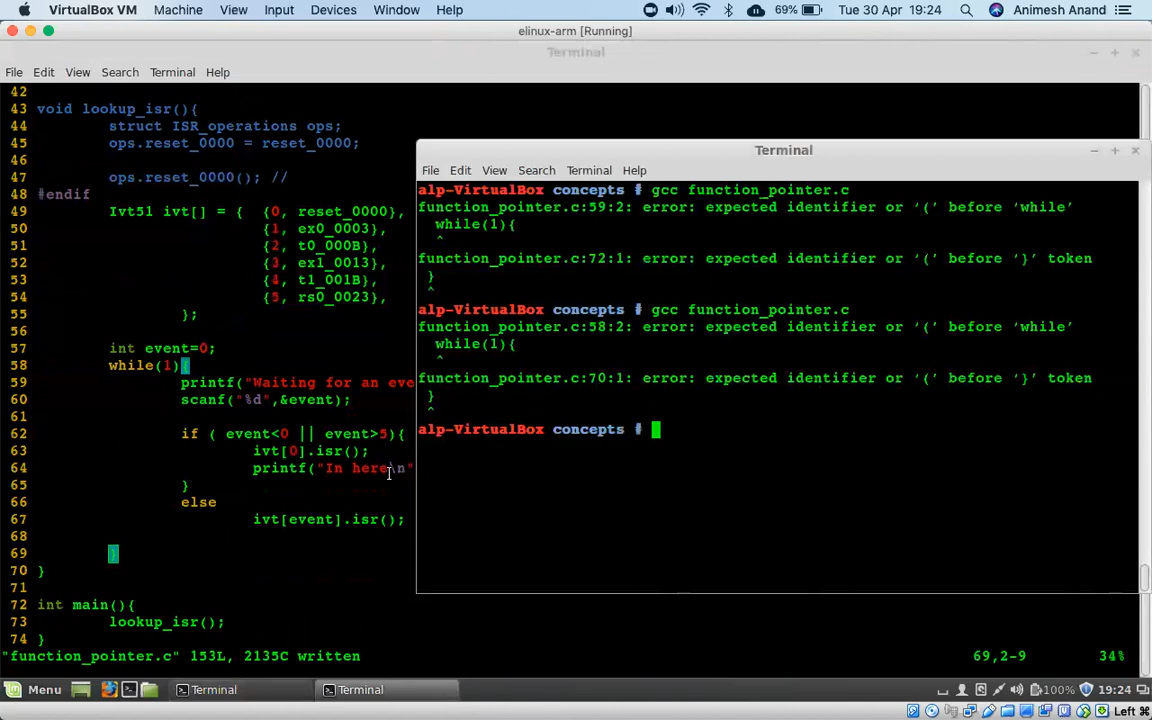 VirtualBox VM Machine View Input Devices Window Help 69% Tue 30 Apr 19:24 Animesh Anand
elinux-arm [Running]
Terminal
File Edit View Search Terminal Help
42
43 void lookup_isr(){
44 struct ISR_operations ops;
45 ops.reset_0000 = reset_0000;
46
47 ops.reset_0000(); //
48 #endif
49 Ivt51 ivt[] = { {0, reset_0000},
50 {1, ex0_0003},
51 {2, t0_000B},
52 {3, ex1_0013},
53 {4, t1_001B},
54 {5, rs0_0023},
55 };
56
57 int event=0;
58 while(1){
59 printf("Waiting for an eve
60 scanf("%d",&event);
61
62 if ( event<0 || event>5){
63 ivt[0].isr();
64 printf("In here\n"
65 }
66 else
67 ivt[event].isr();
68
69 }
70 }
71
72 int main(){
73 lookup_isr();
74 }
"function_pointer.c" 153L, 2135C written 69,2-9 34%
Terminal
File Edit View Search Terminal Help
alp-VirtualBox concepts # gcc function_pointer.c
function_pointer.c:59:2: error: expected identifier or ‘(’ before ‘while’
while(1){
^
function_pointer.c:72:1: error: expected identifier or ‘(’ before ‘}’ token
}
^
alp-VirtualBox concepts # gcc function_pointer.c
function_pointer.c:58:2: error: expected identifier or ‘(’ before ‘while’
while(1){
^
function_pointer.c:70:1: error: expected identifier or ‘(’ before ‘}’ token
}
^
alp-VirtualBox concepts #
Menu Terminal Terminal 100% 19:24
Left ⌘